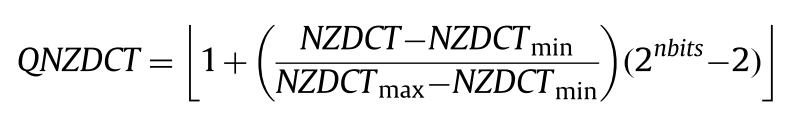 QNZDCT = ⌊1 + ((NZDCT − NZDCT_min) / (NZDCT_max − NZDCT_min)) (2^{nbits} − 2)⌋